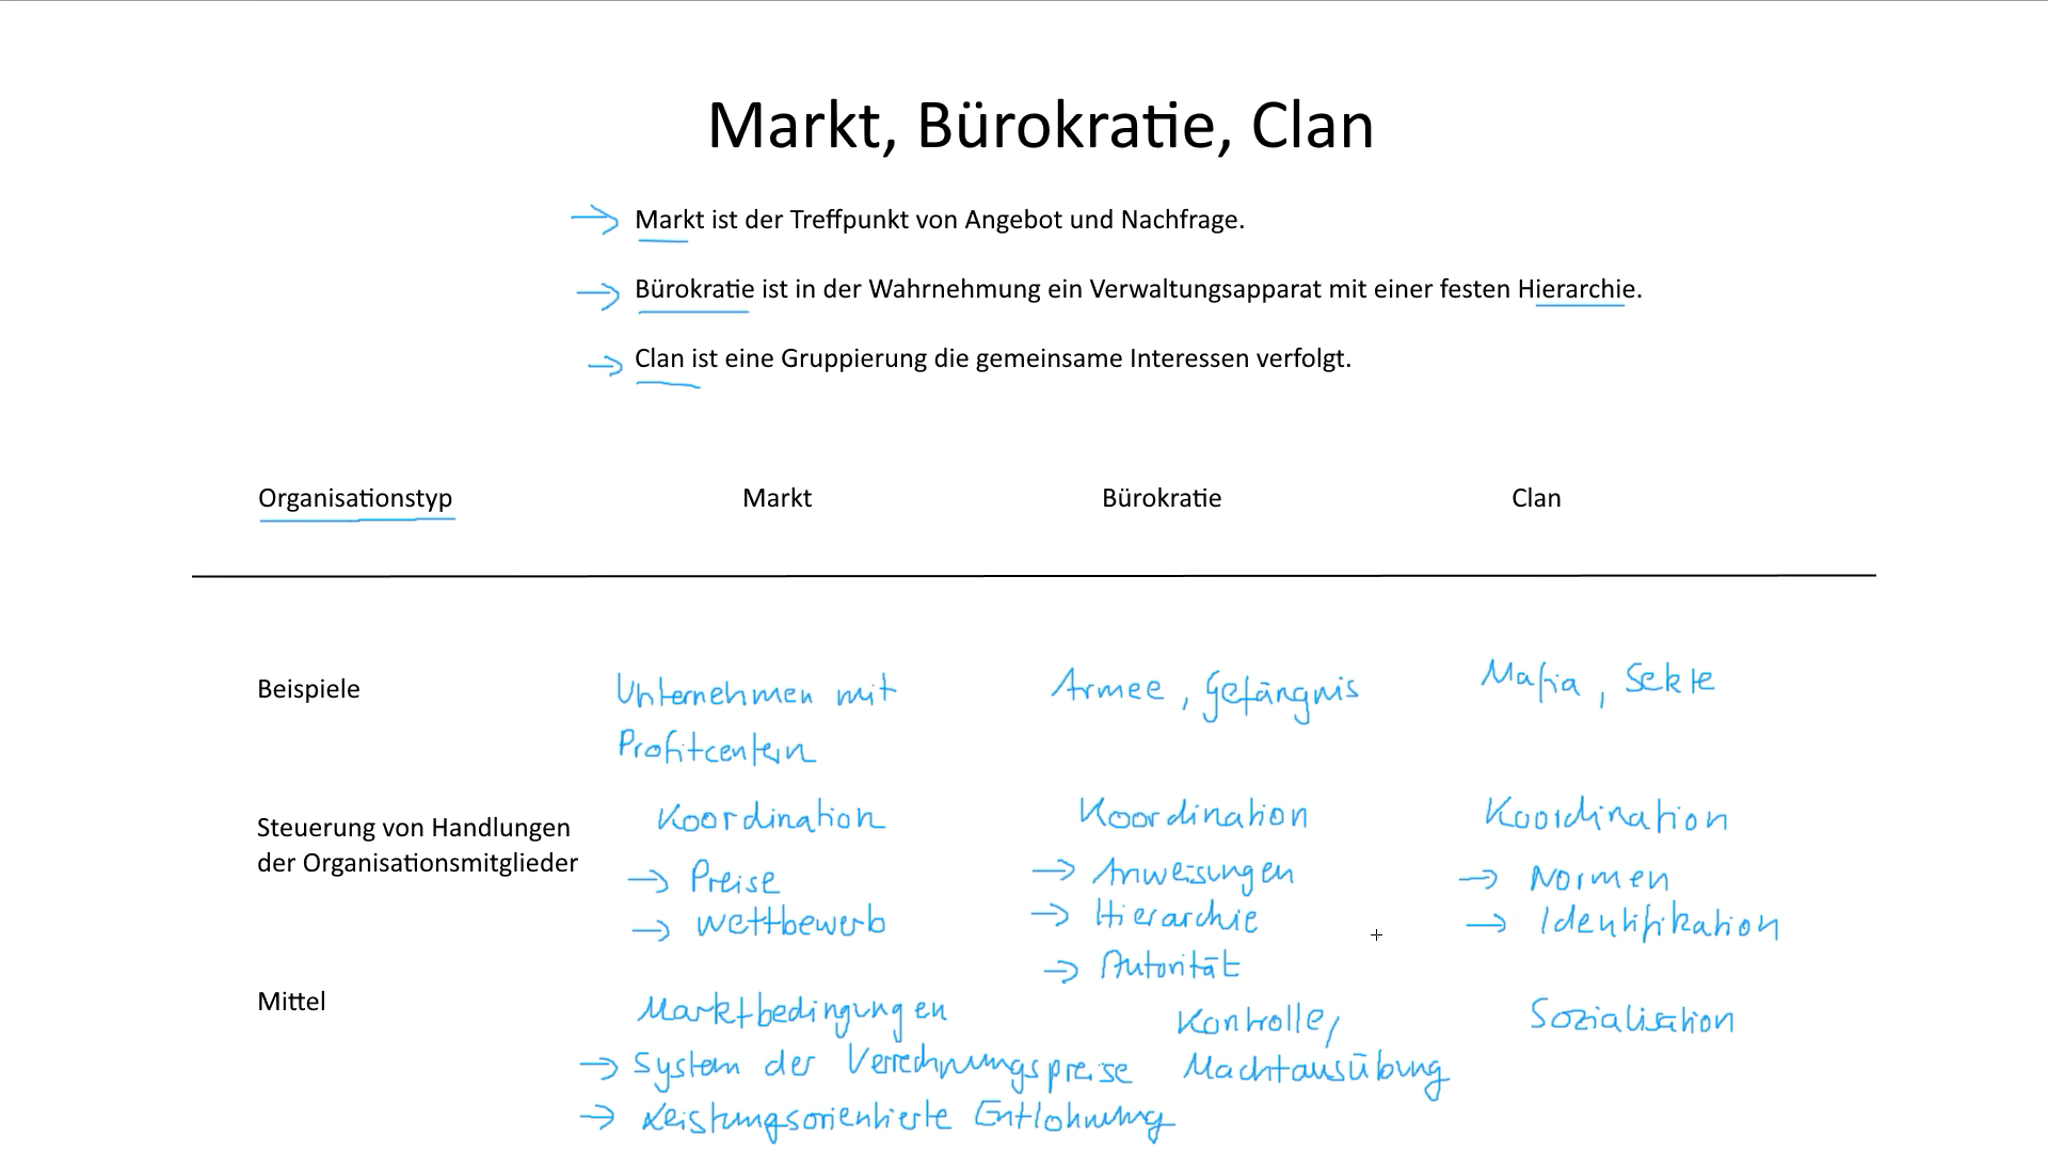 Markt, Bürokratie, Clan
→ Markt ist der Treffpunkt von Angebot und Nachfrage.
→ Bürokratie ist in der Wahrnehmung ein Verwaltungsapparat mit einer festen Hierarchie.
→ Clan ist eine Gruppierung die gemeinsame Interessen verfolgt.
Organisationstyp Markt Bürokratie Clan
Beispiele Unternehmen mit Armee, Gefängnis Mafia, Sekte
Profitcentern
Steuerung von Handlungen Koordination Koordination Koordination
der Organisationsmitglieder → Preise → Anweisungen → Normen
→ Wettbewerb → Hierarchie → Identifikation
→ Autorität
Mittel Marktbedingungen Kontrolle, Sozialisation
→ System der Verrechnungspreise Machtausübung
→ Leistungsorientierte Entlohnung